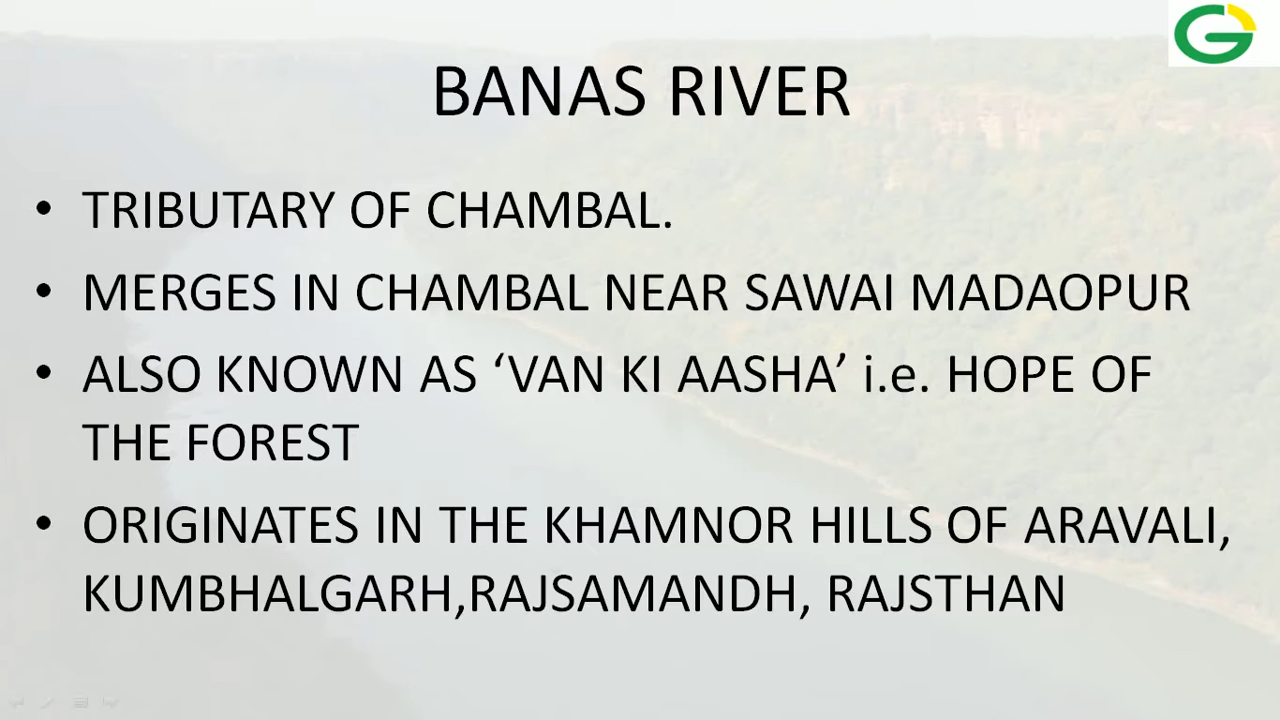 BANAS RIVER
• TRIBUTARY OF CHAMBAL.
• MERGES IN CHAMBAL NEAR SAWAI MADAOPUR
• ALSO KNOWN AS ‘VAN KI AASHA’ i.e. HOPE OF
THE FOREST
• ORIGINATES IN THE KHAMNOR HILLS OF ARAVALI,
KUMBHALGARH,RAJSAMANDH, RAJSTHAN